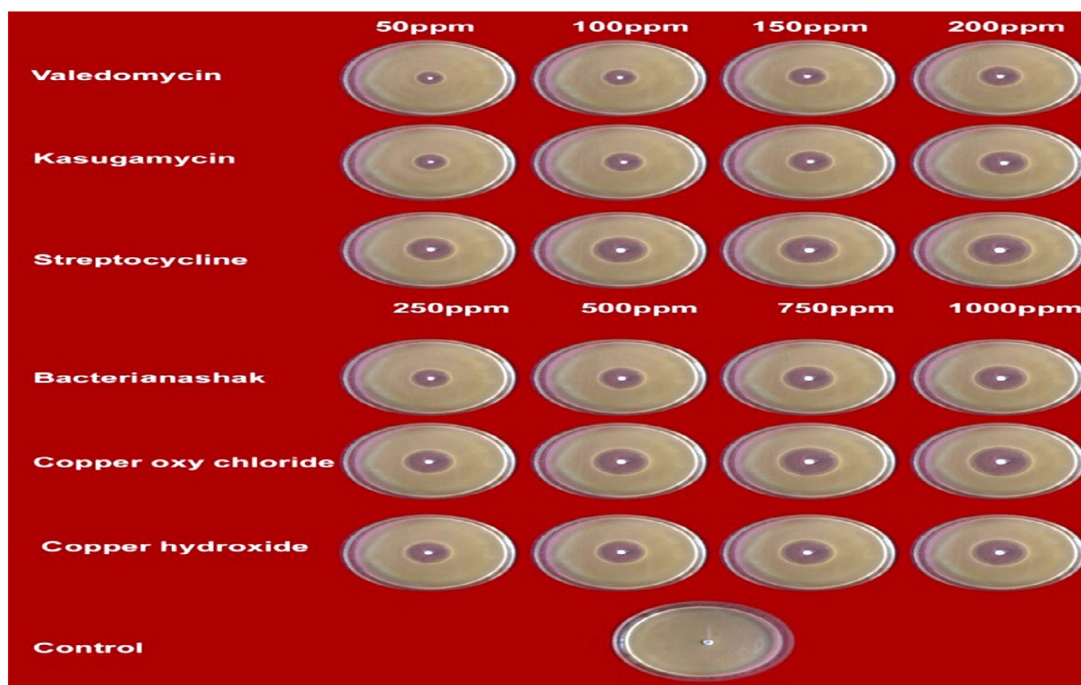 50ppm 100ppm 150ppm 200ppm
Valedomycin
Kasugamycin
Streptocycline
250ppm 500ppm 750ppm 1000ppm
Bacterianashak
Copper oxy chloride
Copper hydroxide
Control